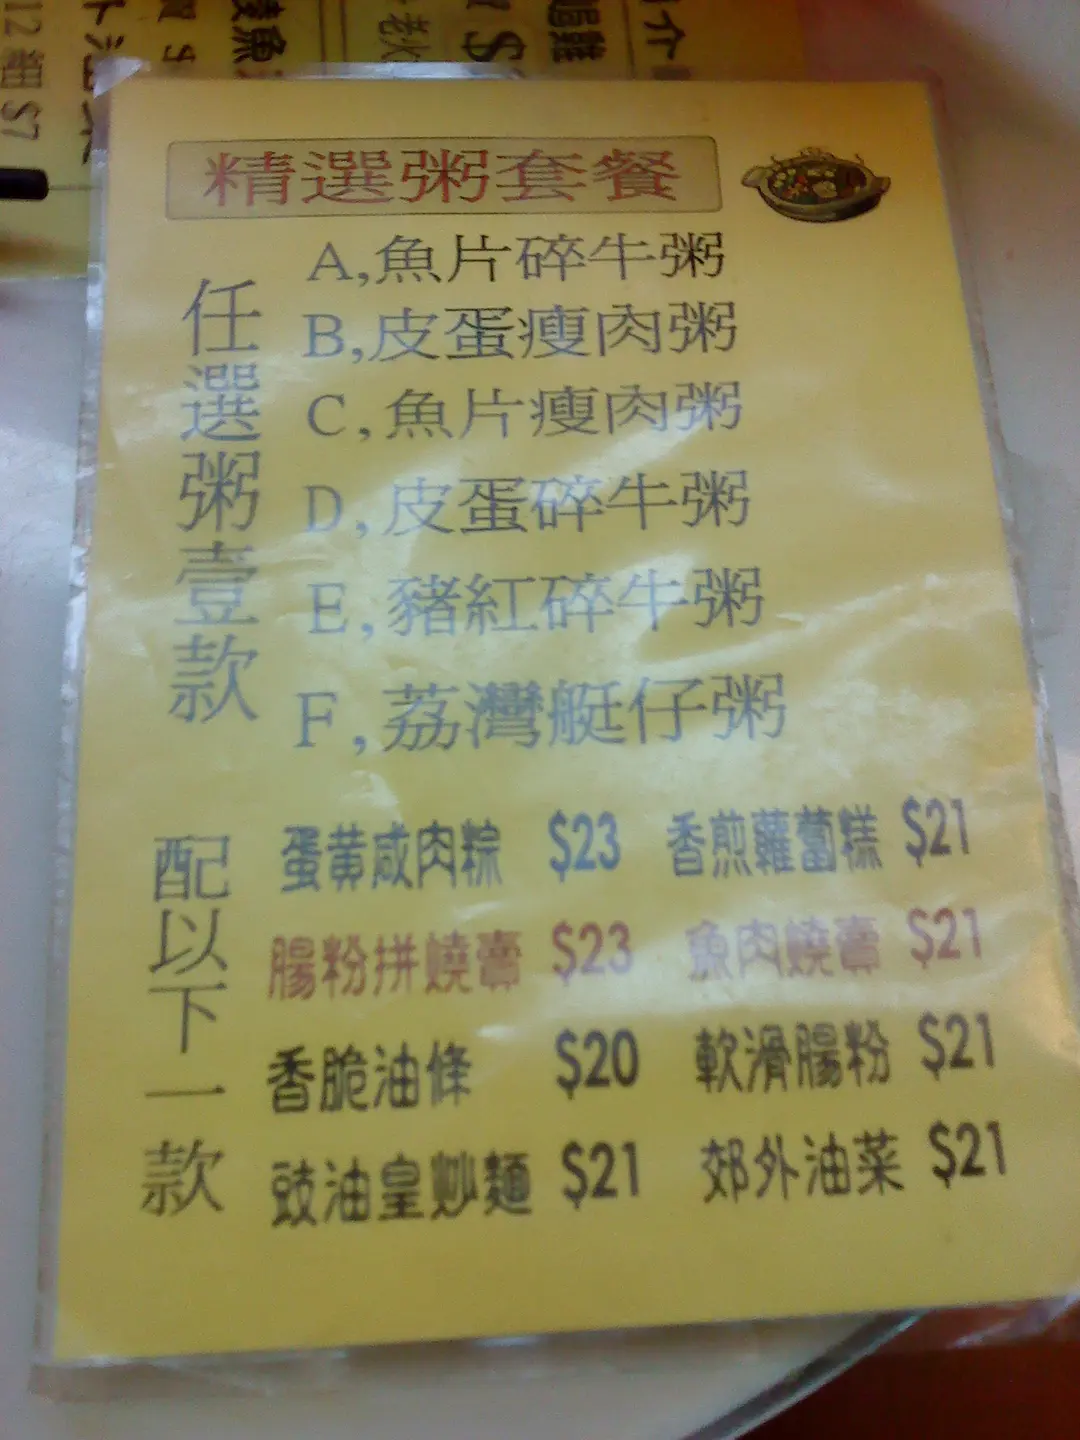 精選粥套餐
任選粥壹款
A,魚片碎牛粥
B,皮蛋瘦肉粥
C,魚片瘦肉粥
D,皮蛋碎牛粥
E,豬紅碎牛粥
F,荔灣艇仔粥
配以下一款
蛋黄咸肉粽 $23 香煎蘿蔔糕 $21
腸粉拼燒賣 $23 魚肉燒賣 $21
香脆油條 $20 軟滑腸粉 $21
豉油皇炒麵 $21 郊外油菜 $21